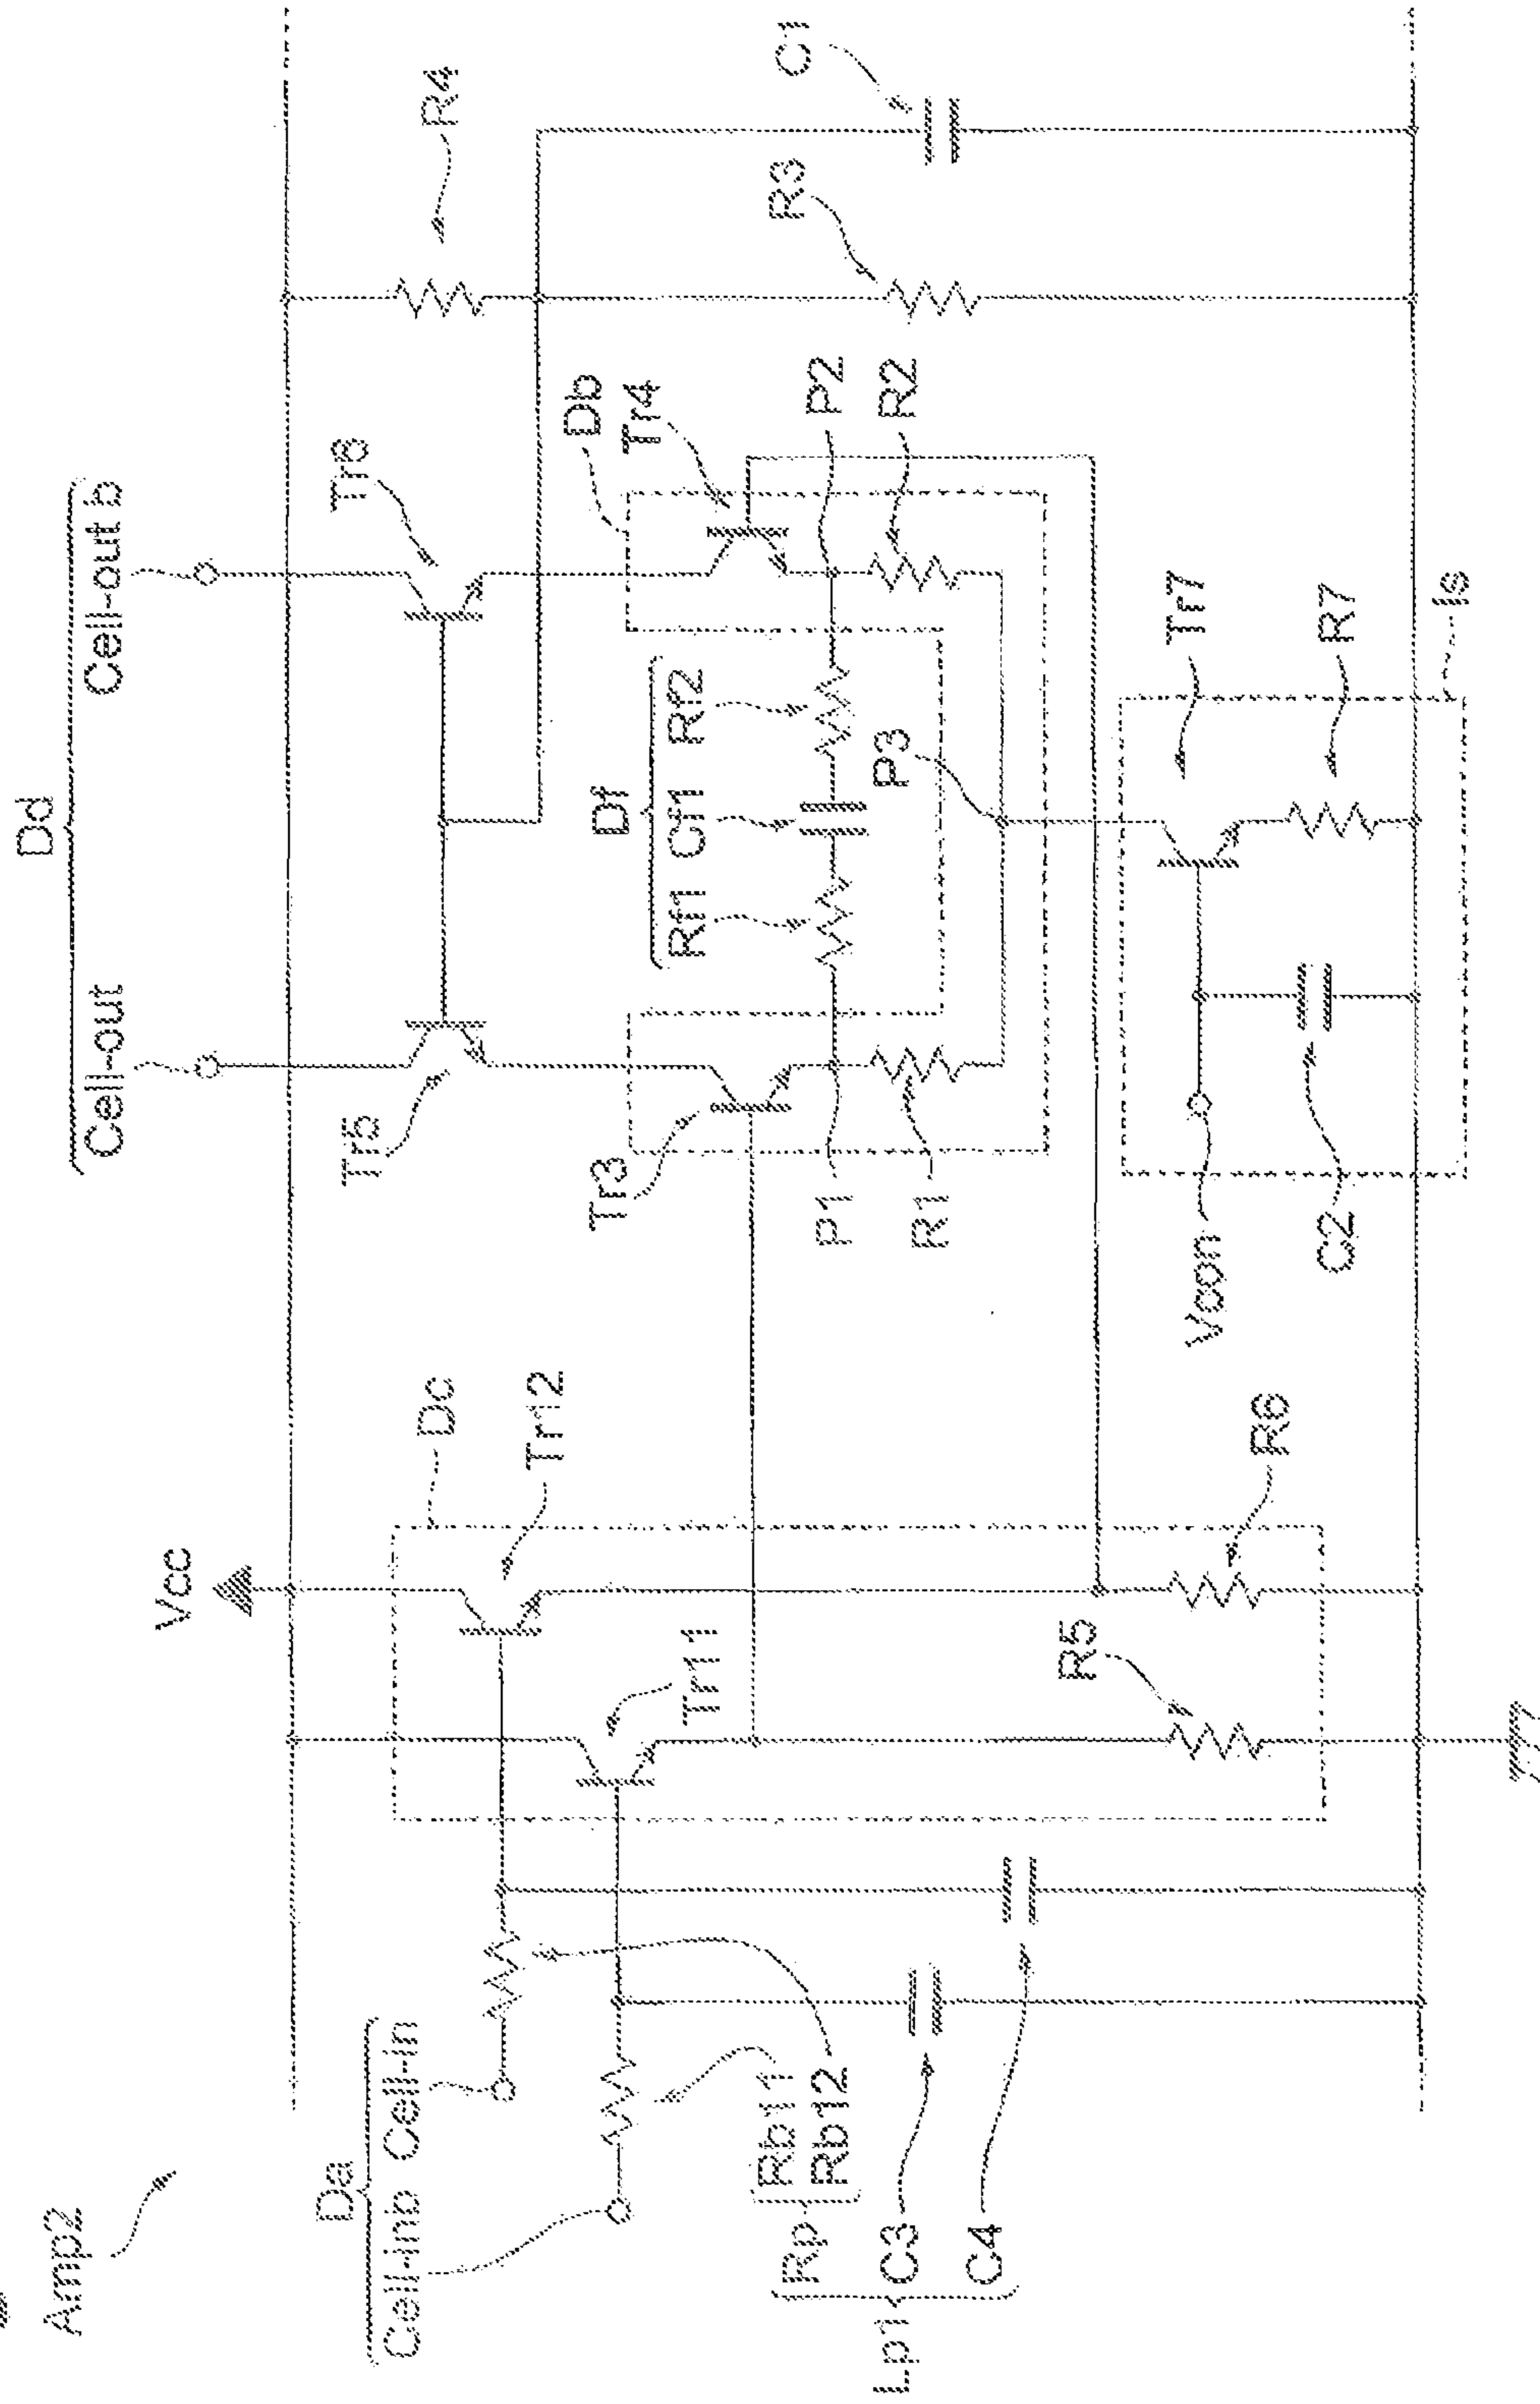 Amp2
Dd
Cell-out
Cell-out b
Vcc
Dc
Tr12
Tr11
Tr5
Tr6
R4
Db
Tr3
Tr4
Df
Rf1 Cf1 Rf2
P1
P2
P3
R1
R2
R3
C1
Da
Cell-inb Cell-in
Rb11
Rb12
Rp
C3
C4
Lp1
R5
R6
Vcon
C2
Tr7
R7
Is